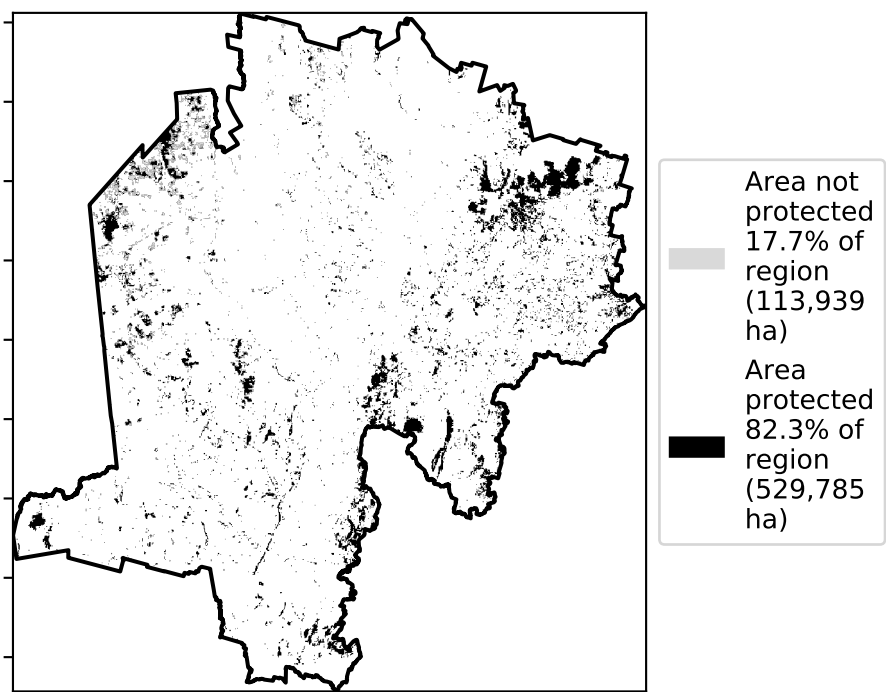 Area not
protected
17.7% of
region
(113,939
ha)
Area
protected
82.3% of
region
(529,785
ha)